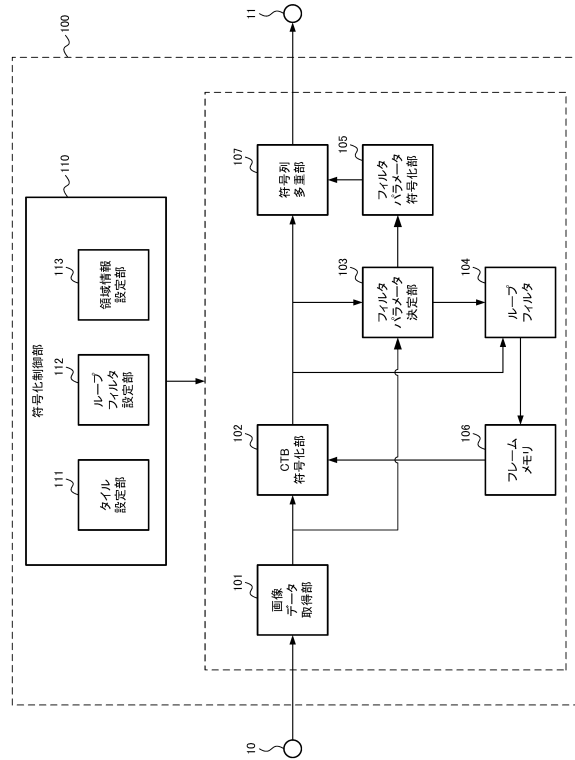 100
110
符号化制御部
111
タイル
設定部
112
ループ
フィルタ
設定部
113
領域情報
設定部
10
101
画像
データ
取得部
102
CTB
符号化部
107
符号列
多重部
11
103
フィルタ
パラメータ
決定部
105
フィルタ
パラメータ
符号化部
106
フレーム
メモリ
104
ループ
フィルタ